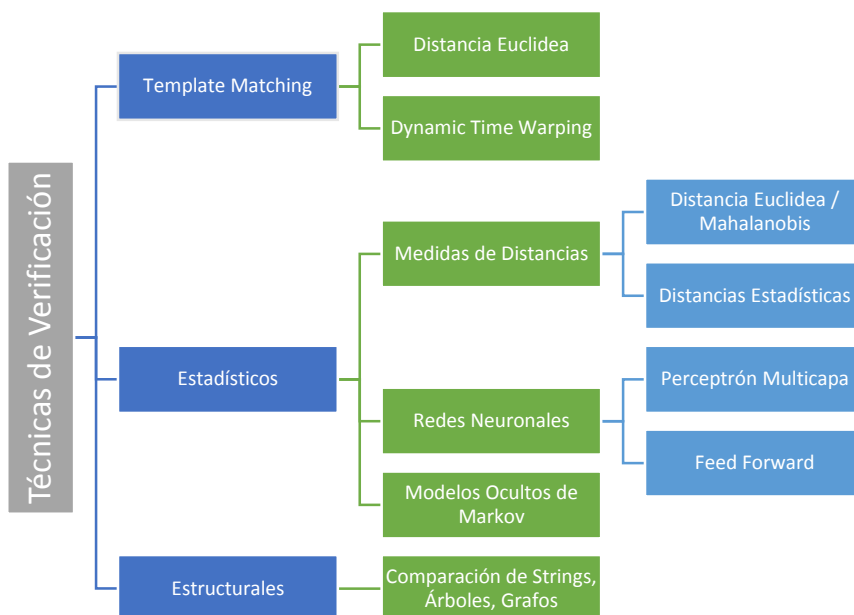 Técnicas de Verificación
Template Matching
Distancia Euclidea
Dynamic Time Warping
Estadísticos
Medidas de Distancias
Distancia Euclidea /
Mahalanobis
Distancias Estadísticas
Redes Neuronales
Perceptrón Multicapa
Feed Forward
Modelos Ocultos de
Markov
Estructurales
Comparación de Strings,
Árboles, Grafos